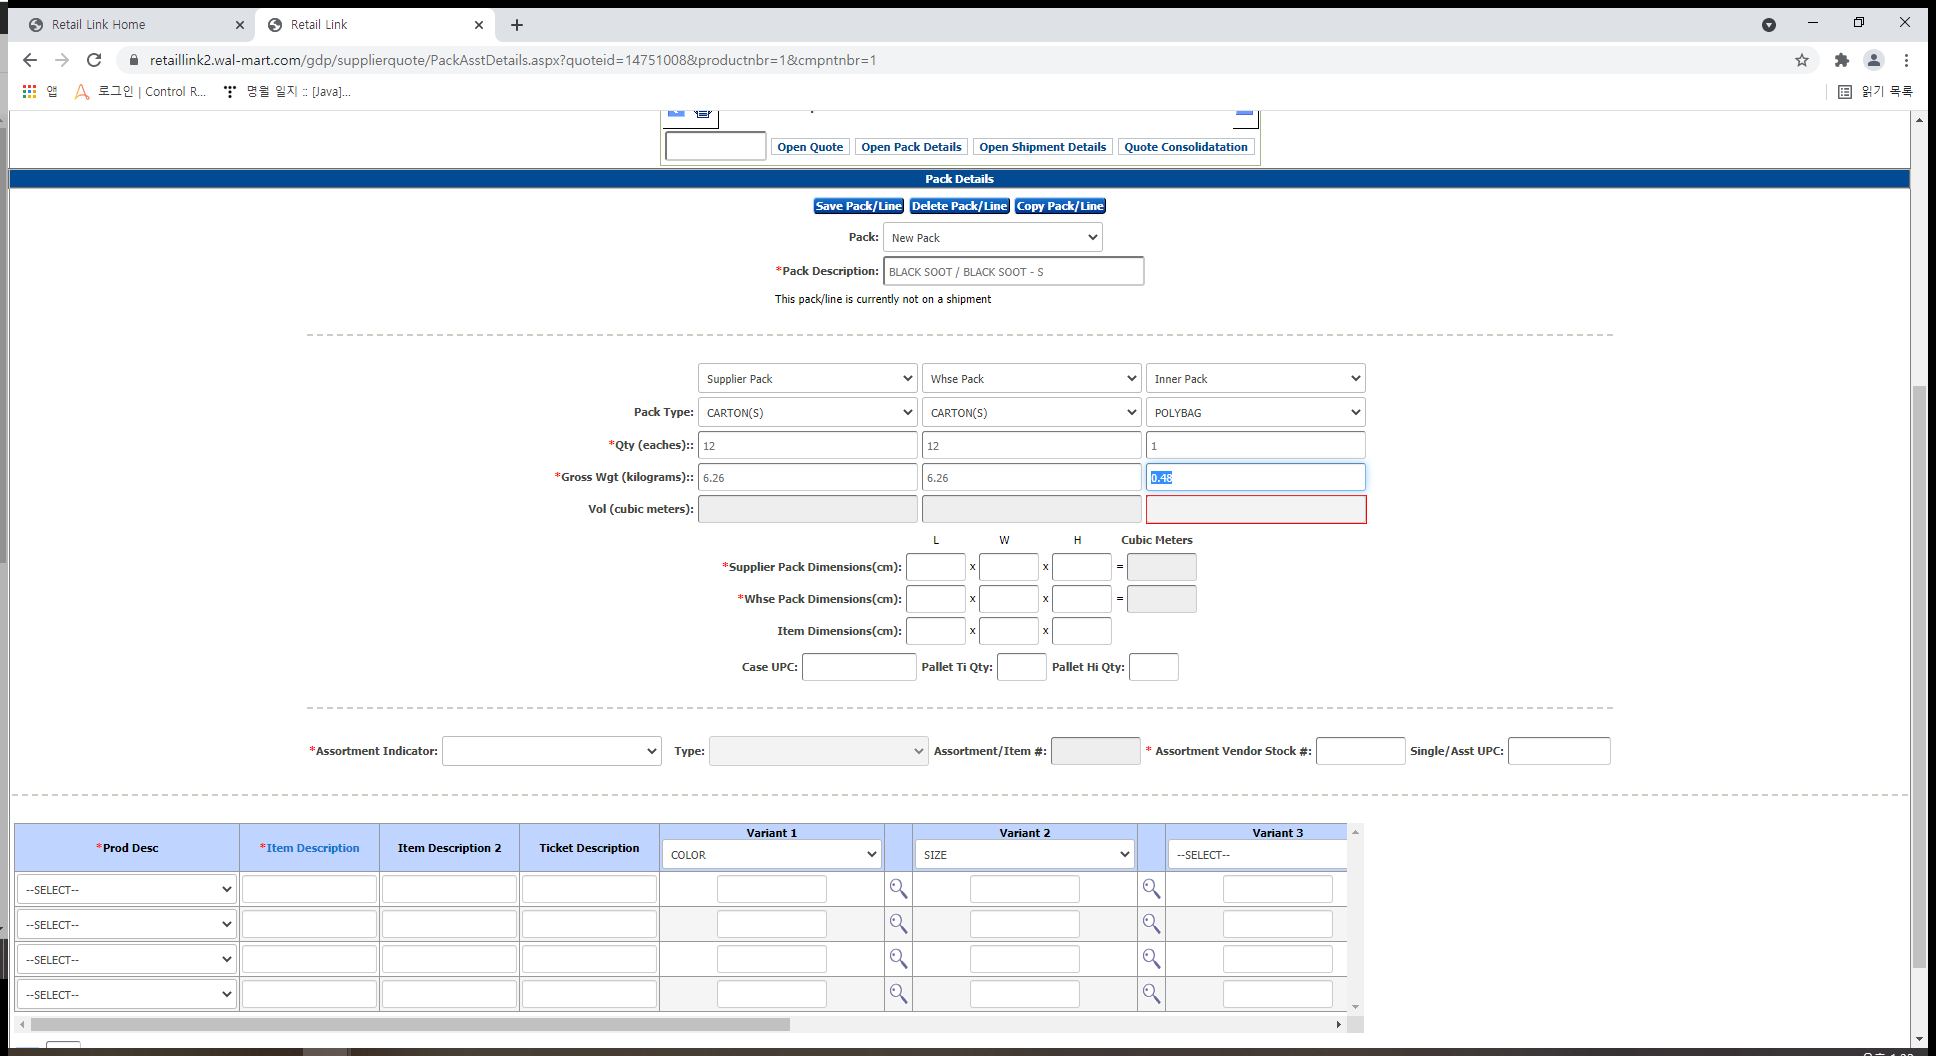 Retail Link Home
Retail Link
retaillink2.wal-mart.com/gdp/supplierquote/PackAsstDetails.aspx?quoteid=14751008&productnbr=1&cmpntnbr=1
앱 로그인 | Control R... 명월 일지 :: [Java]... 읽기 목록
Open Quote Open Pack Details Open Shipment Details Quote Consolidatation
Pack Details
Save Pack/Line Delete Pack/Line Copy Pack/Line
Pack: New Pack
*Pack Description: BLACK SOOT / BLACK SOOT - S
This pack/line is currently not on a shipment
Supplier Pack Whse Pack Inner Pack
Pack Type: CARTON(S) CARTON(S) POLYBAG
*Qty (eaches):: 12 12 1
*Gross Wgt (kilograms):: 6.26 6.26 0.48
Vol (cubic meters):
L W H Cubic Meters
*Supplier Pack Dimensions(cm): x x =
*Whse Pack Dimensions(cm): x x =
Item Dimensions(cm): x x
Case UPC: Pallet Ti Qty: Pallet Hi Qty:
*Assortment Indicator: Type: Assortment/Item #: * Assortment Vendor Stock #: Single/Asst UPC:
Variant 1 Variant 2 Variant 3
*Prod Desc *Item Description Item Description 2 Ticket Description
COLOR SIZE --SELECT--
--SELECT--
--SELECT--
--SELECT--
--SELECT--